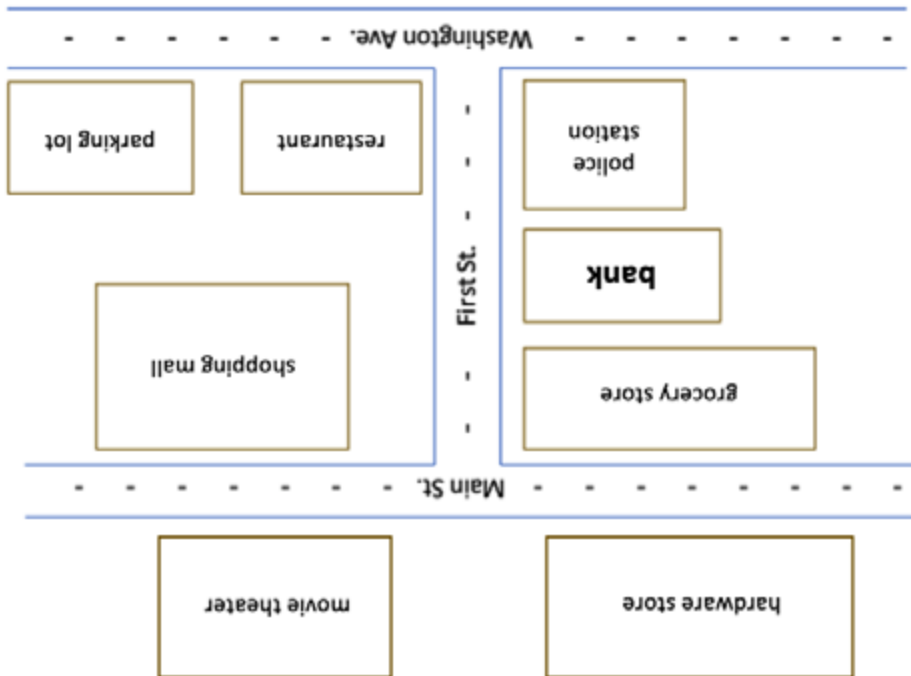 hardware store
movie theater
Main St.
grocery store
shopping mall
bank
First St.
police
station
restaurant
parking lot
Washington Ave.